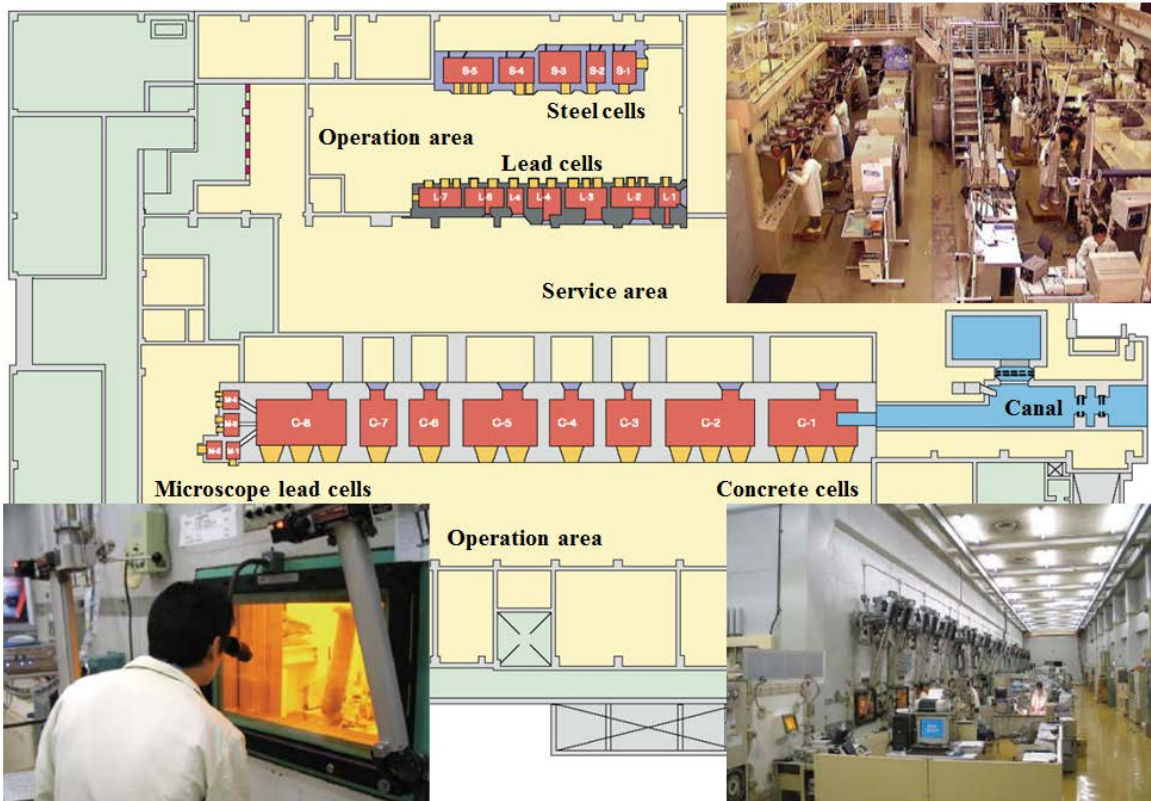 S-5 S-4 S-3 S-2 S-1
Steel cells
Operation area
Lead cells
L-7 L-6 L-5 L-4 L-3 L-2 L-1
Service area
Canal
M-4
M-3
M-2 M-1
C-8 C-7 C-6 C-5 C-4 C-3 C-2 C-1
Microscope lead cells
Concrete cells
Operation area